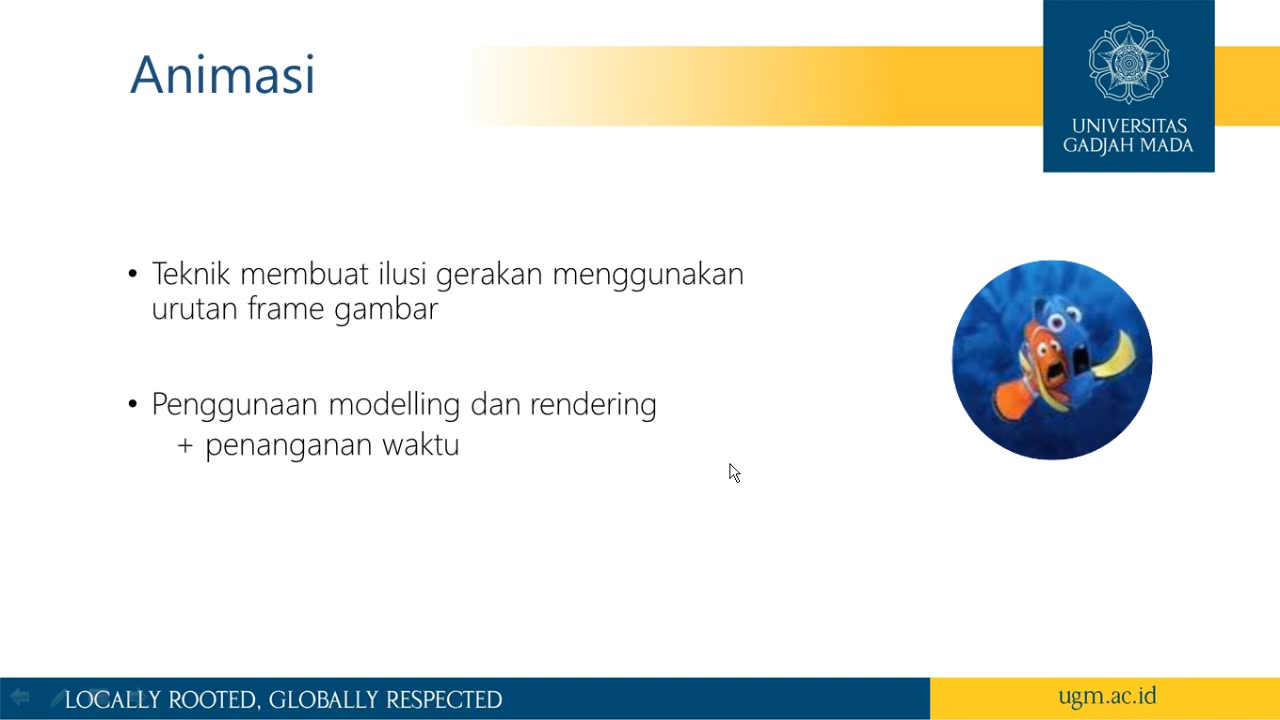 Animasi
UNIVERSITAS
GADJAH MADA
• Teknik membuat ilusi gerakan menggunakan
urutan frame gambar
• Penggunaan modelling dan rendering
+ penanganan waktu
LOCALLY ROOTED, GLOBALLY RESPECTED
ugm.ac.id